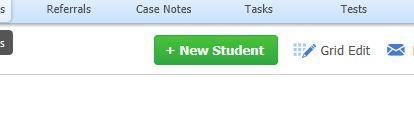 s Referrals Case Notes Tasks Tests
s
+ New Student Grid Edit